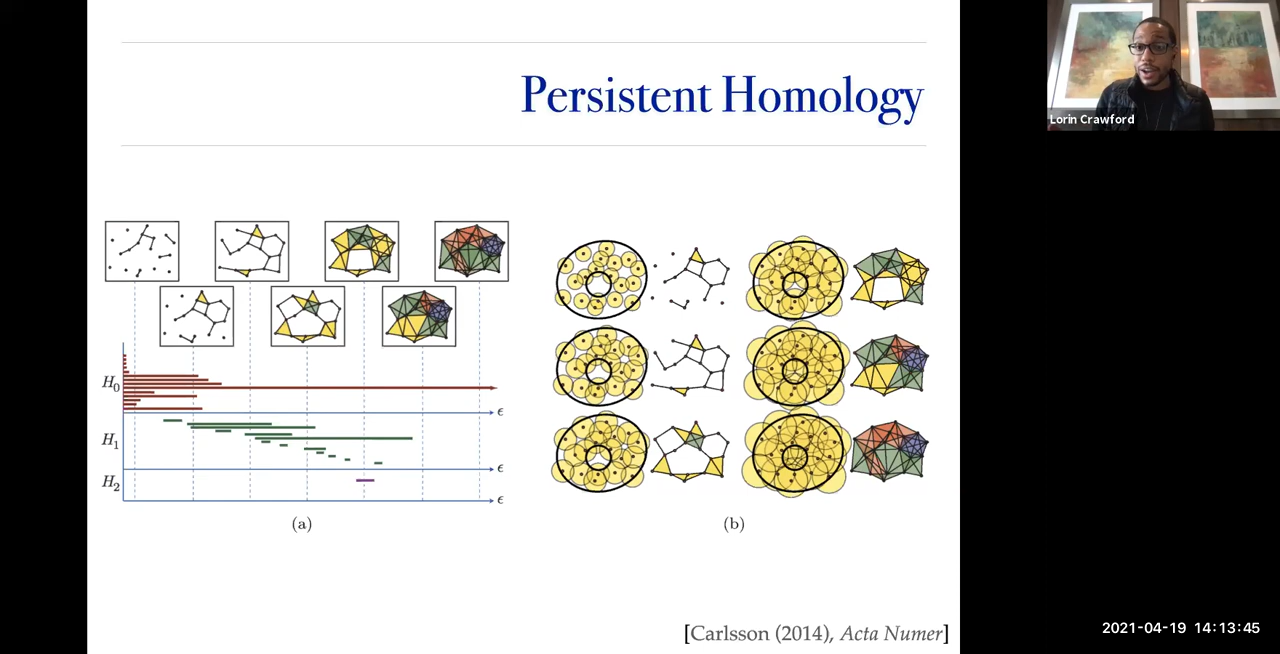 Persistent Homology
Lorin Crawford
H0
ϵ
H1
ϵ
H2
ϵ
(a)
(b)
[Carlsson (2014), Acta Numer]
2021-04-19 14:13:45